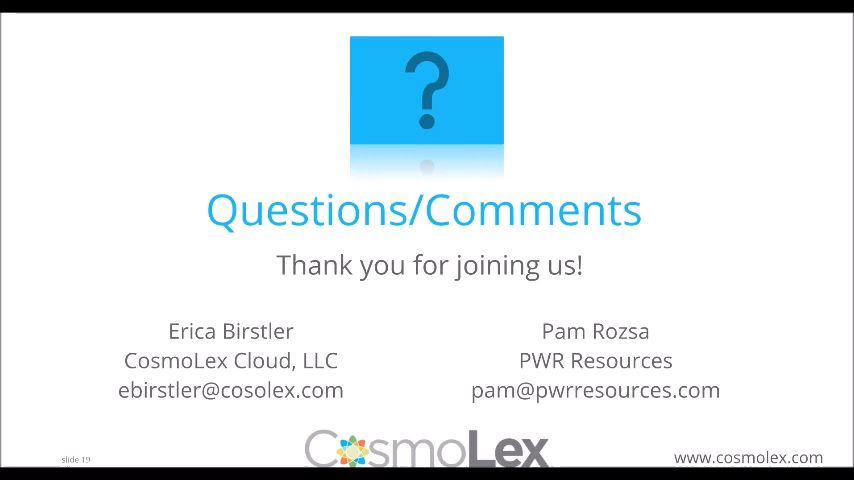 ?
Questions/Comments
Thank you for joining us!
Erica Birstler
CosmoLex Cloud, LLC
ebirstler@cosolex.com
Pam Rozsa
PWR Resources
pam@pwrresources.com
slide 19
CosmoLex
www.cosmolex.com